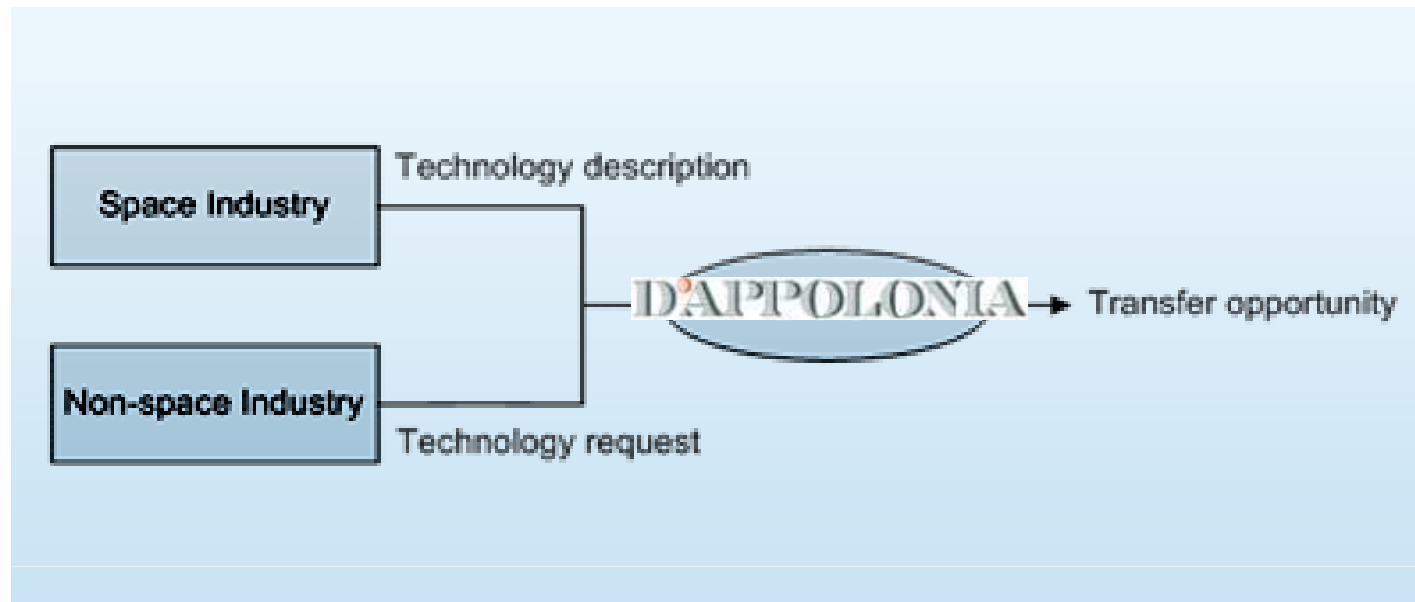 Technology description
Space Industry
D'APPOLONIA
Transfer opportunity
Non-space Industry
Technology request